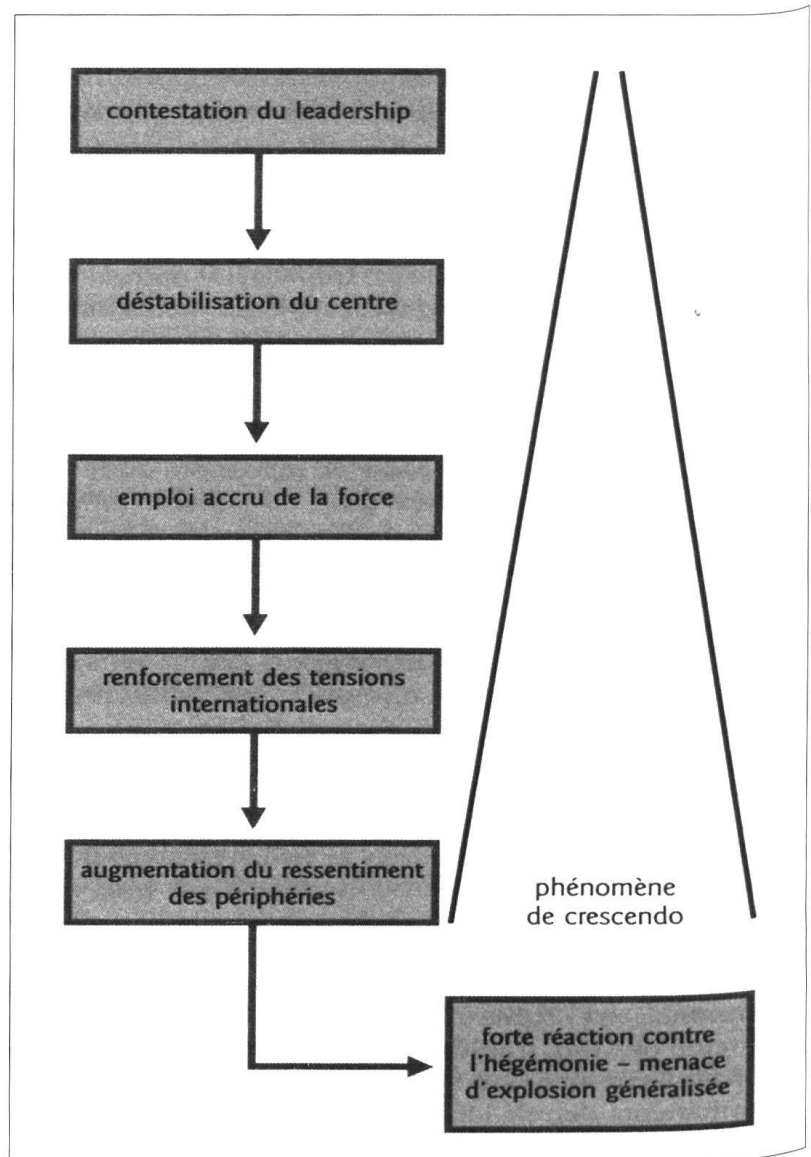 contestation du leadership
déstabilisation du centre
emploi accru de la force
renforcement des tensions
internationales
augmentation du ressentiment
des périphéries
phénomène
de crescendo
forte réaction contre
l'hégémonie – menace
d'explosion généralisée